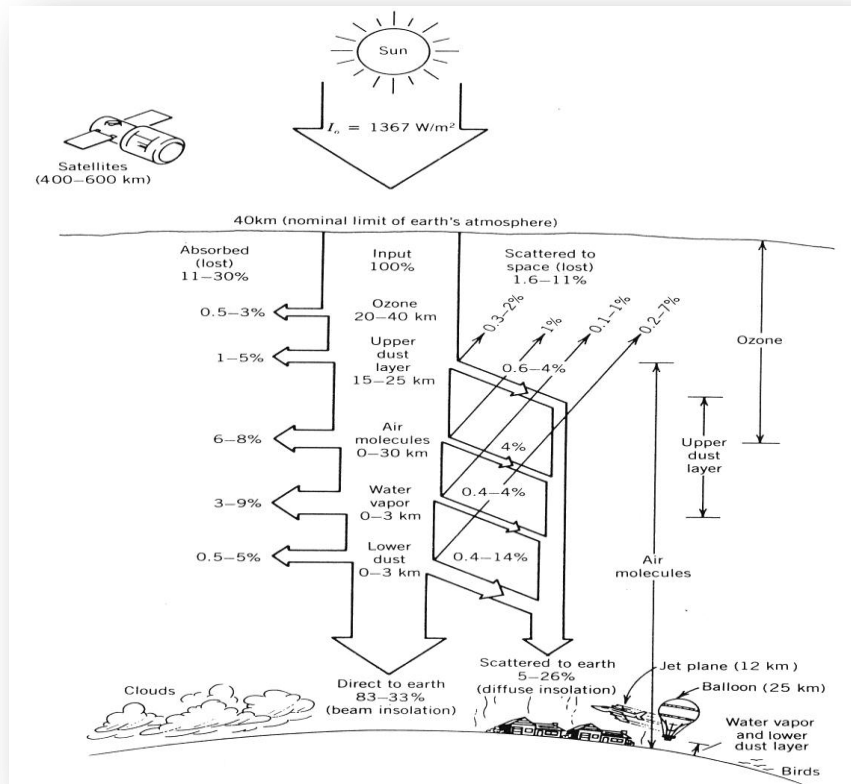 Sun
Iₒ = 1367 W/m²
Satellites
(400–600 km)
40km (nominal limit of earth's atmosphere)
Absorbed
(lost)
11–30%
Input
100%
Scattered to
space (lost)
1.6–11%
0.5–3%
Ozone
20–40 km
0.3–2%
1%
0.1–1%
0.2–7%
Ozone
1–5%
Upper
dust
layer
15–25 km
0.6–4%
6–8%
Air
molecules
0–30 km
4%
Upper
dust
layer
3–9%
Water
vapor
0–3 km
0.4–4%
0.5–5%
Lower
dust
0–3 km
0.4–14%
Air
molecules
Clouds
Direct to earth
83–33%
(beam insolation)
Scattered to earth
5–26%
(diffuse insolation)
Jet plane (12 km)
Balloon (25 km)
Water vapor
and lower
dust layer
Birds